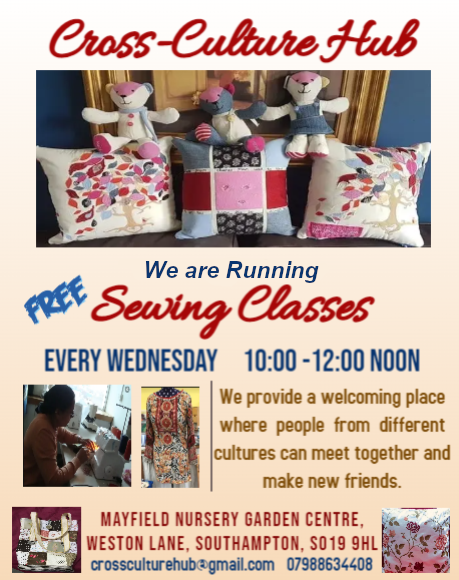 Cross-Culture Hub
We are Running
FREE
Sewing Classes
EVERY WEDNESDAY 10:00 -12:00 NOON
We provide a welcoming place
where people from different
cultures can meet together and
make new friends.
MAYFIELD NURSERY GARDEN CENTRE,
WESTON LANE, SOUTHAMPTON, SO19 9HL
crossculturehub@gmail.com 07988634408